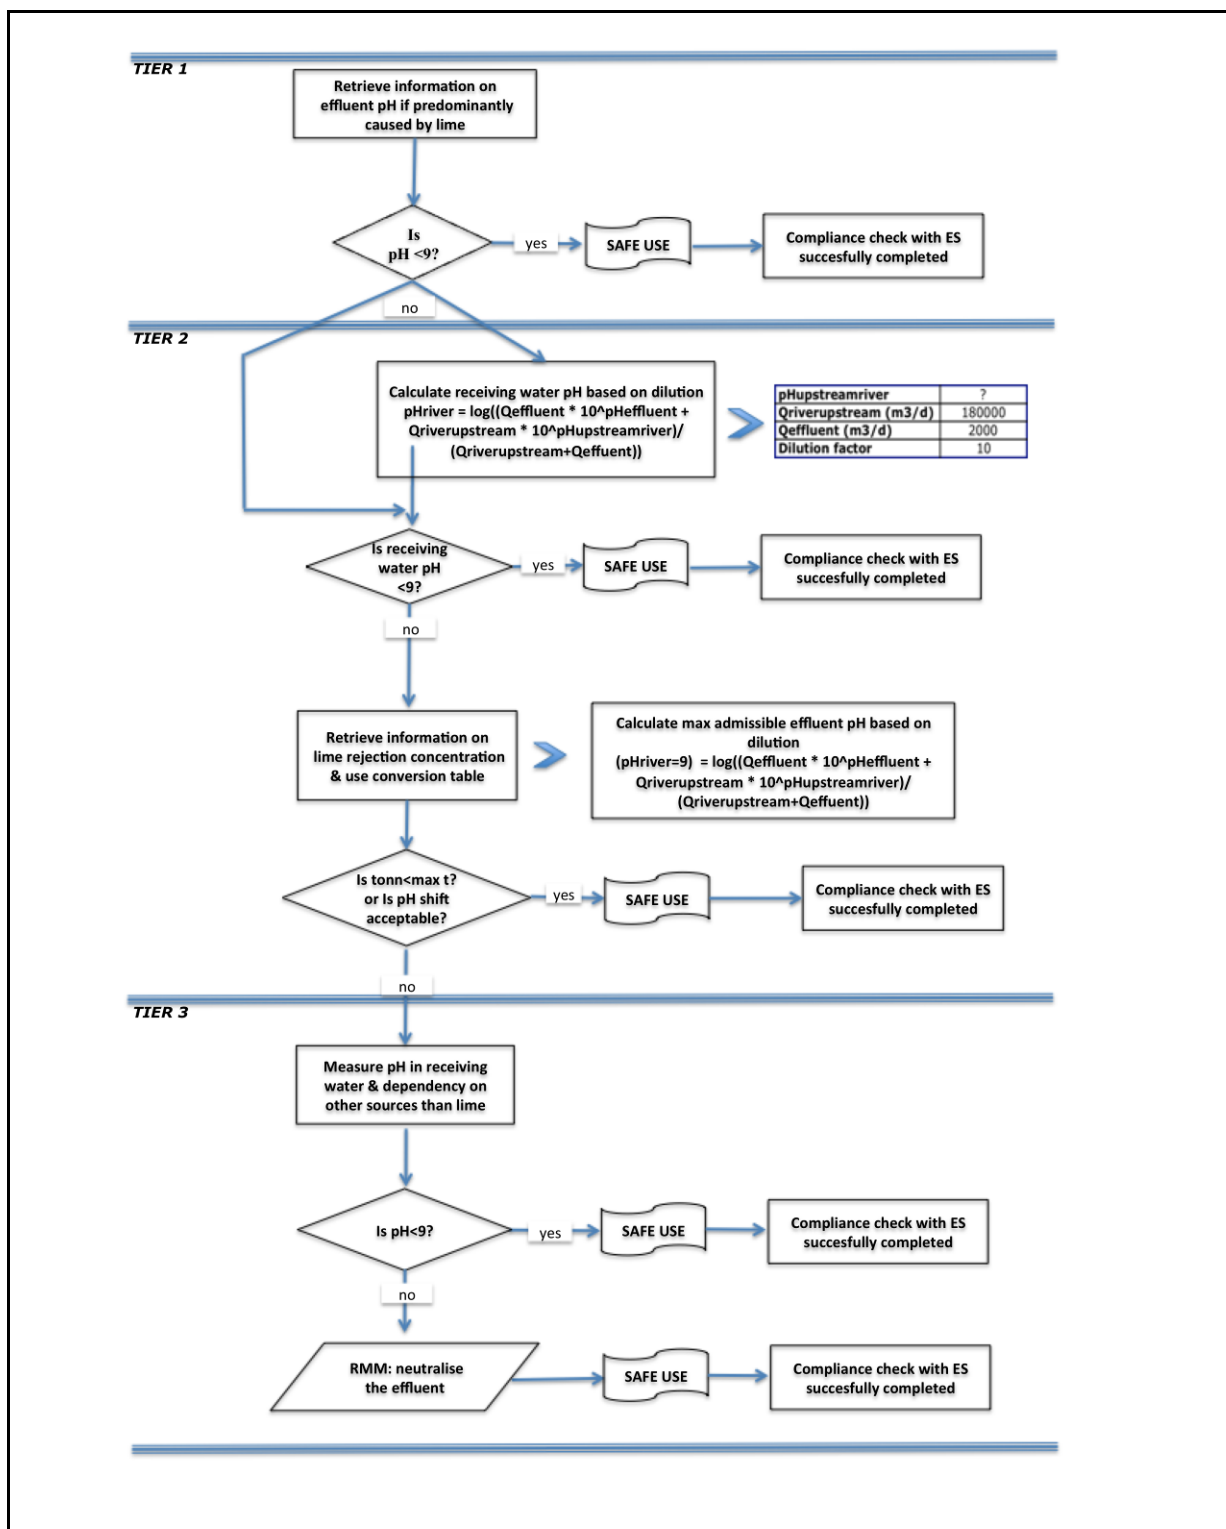 TIER 1
Retrieve information on
effluent pH if predominantly
caused by lime
Is
pH <9?
yes
SAFE USE
Compliance check with ES
succesfully completed
no
TIER 2
Calculate receiving water pH based on dilution
pHriver = log((Qeffluent * 10^pHeffluent +
Qriverupstream * 10^pHupstreamriver)/
(Qriverupstream+Qeffuent))
pHupstreamriver ?
Qriverupstream (m3/d) 180000
Qeffluent (m3/d) 2000
Dilution factor 10
Is receiving
water pH
<9?
yes
SAFE USE
Compliance check with ES
succesfully completed
no
Retrieve information on
lime rejection concentration
& use conversion table
Calculate max admissible effluent pH based on
dilution
(pHriver=9) = log((Qeffluent * 10^pHeffluent +
Qriverupstream * 10^pHupstreamriver)/
(Qriverupstream+Qeffuent))
Is tonn<max t?
or Is pH shift
acceptable?
yes
SAFE USE
Compliance check with ES
succesfully completed
no
TIER 3
Measure pH in receiving
water & dependency on
other sources than lime
Is pH<9?
yes
SAFE USE
Compliance check with ES
succesfully completed
no
RMM: neutralise
the effluent
SAFE USE
Compliance check with ES
succesfully completed